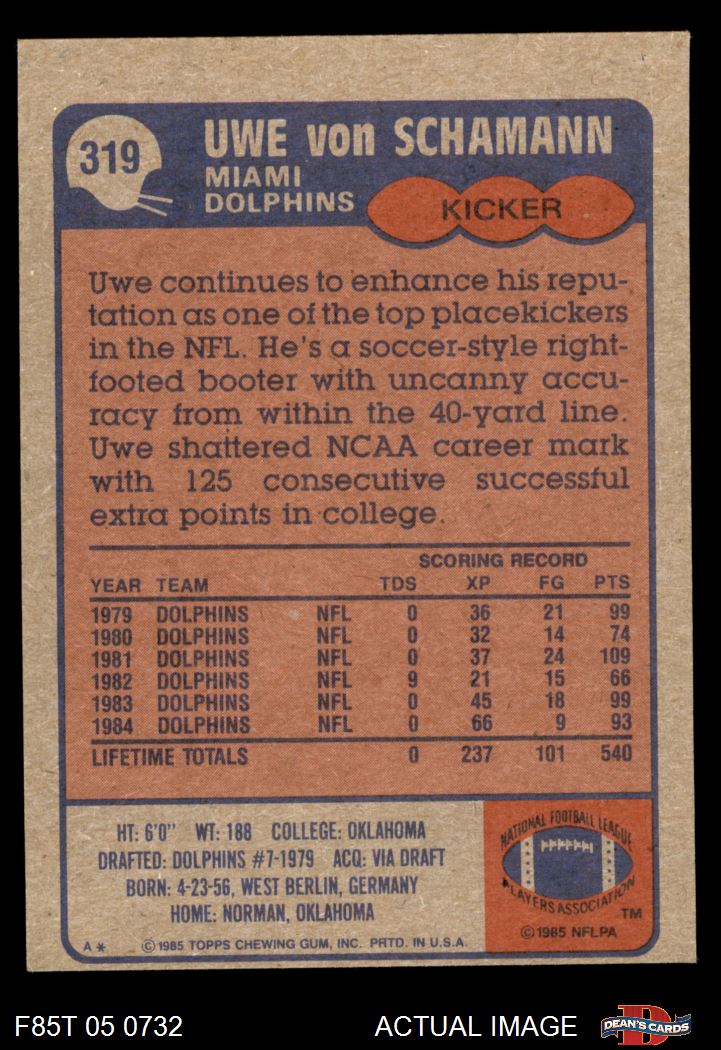 319
UWE von SCHAMANN
MIAMI
DOLPHINS
KICKER
Uwe continues to enhance his repu-
tation as one of the top placekickers
in the NFL. He's a soccer-style right-
footed booter with uncanny accu-
racy from within the 40-yard line.
Uwe shattered NCAA career mark
with 125 consecutive successful
extra points in college.
SCORING RECORD
YEAR TEAM TDS XP FG PTS
1979 DOLPHINS NFL 0 36 21 99
1980 DOLPHINS NFL 0 32 14 74
1981 DOLPHINS NFL 0 37 24 109
1982 DOLPHINS NFL 9 21 15 66
1983 DOLPHINS NFL 0 45 18 99
1984 DOLPHINS NFL 0 66 9 93
LIFETIME TOTALS 0 237 101 540
HT: 6'0" WT: 188 COLLEGE: OKLAHOMA
DRAFTED: DOLPHINS #7-1979 ACQ: VIA DRAFT
BORN: 4-23-56, WEST BERLIN, GERMANY
HOME: NORMAN, OKLAHOMA
A* ©1985 TOPPS CHEWING GUM, INC. PRTD. IN U.S.A.
NATIONAL FOOTBALL LEAGUE
PLAYERS ASSOCIATION
TM
©1985 NFLPA
F85T 05 0732 ACTUAL IMAGE
D
DEAN'S CARDS